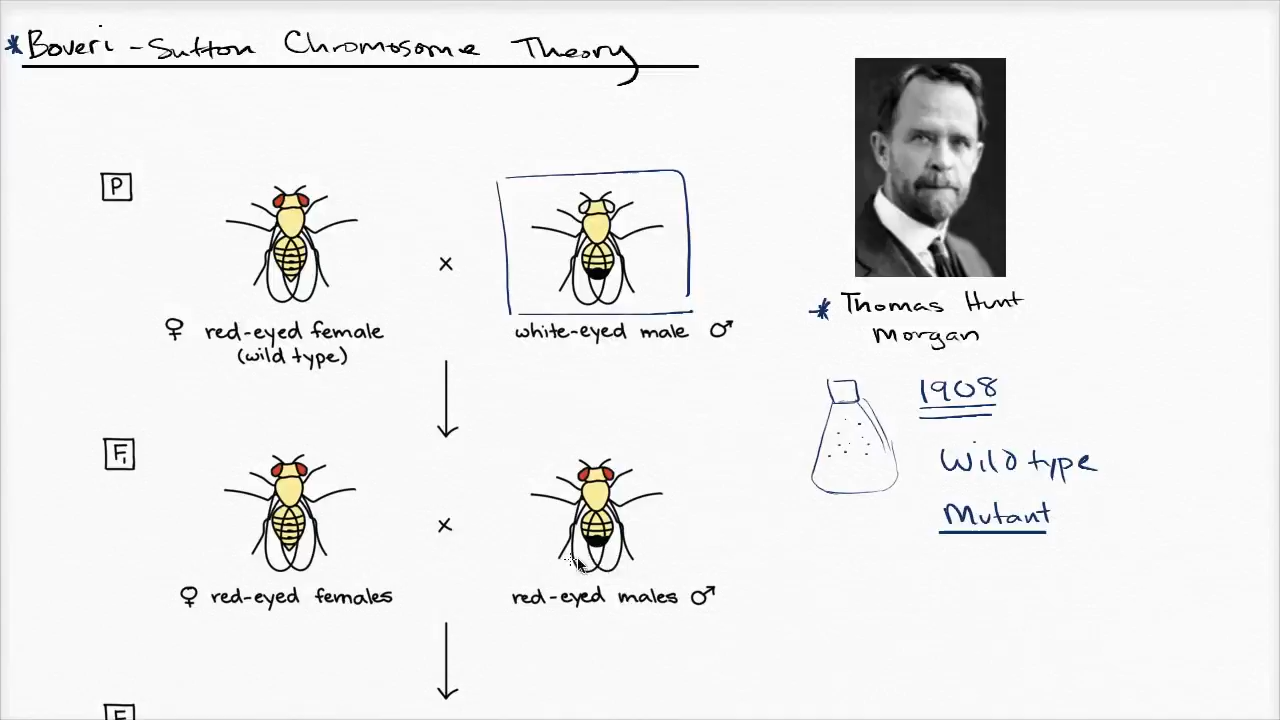 *Boveri-Sutton Chromosome Theory
P
x
♀ red-eyed female
(wild type)
white-eyed male ♂
* Thomas Hunt
Morgan
1908
Wild type
Mutant
F₁
x
♀ red-eyed females
red-eyed males ♂